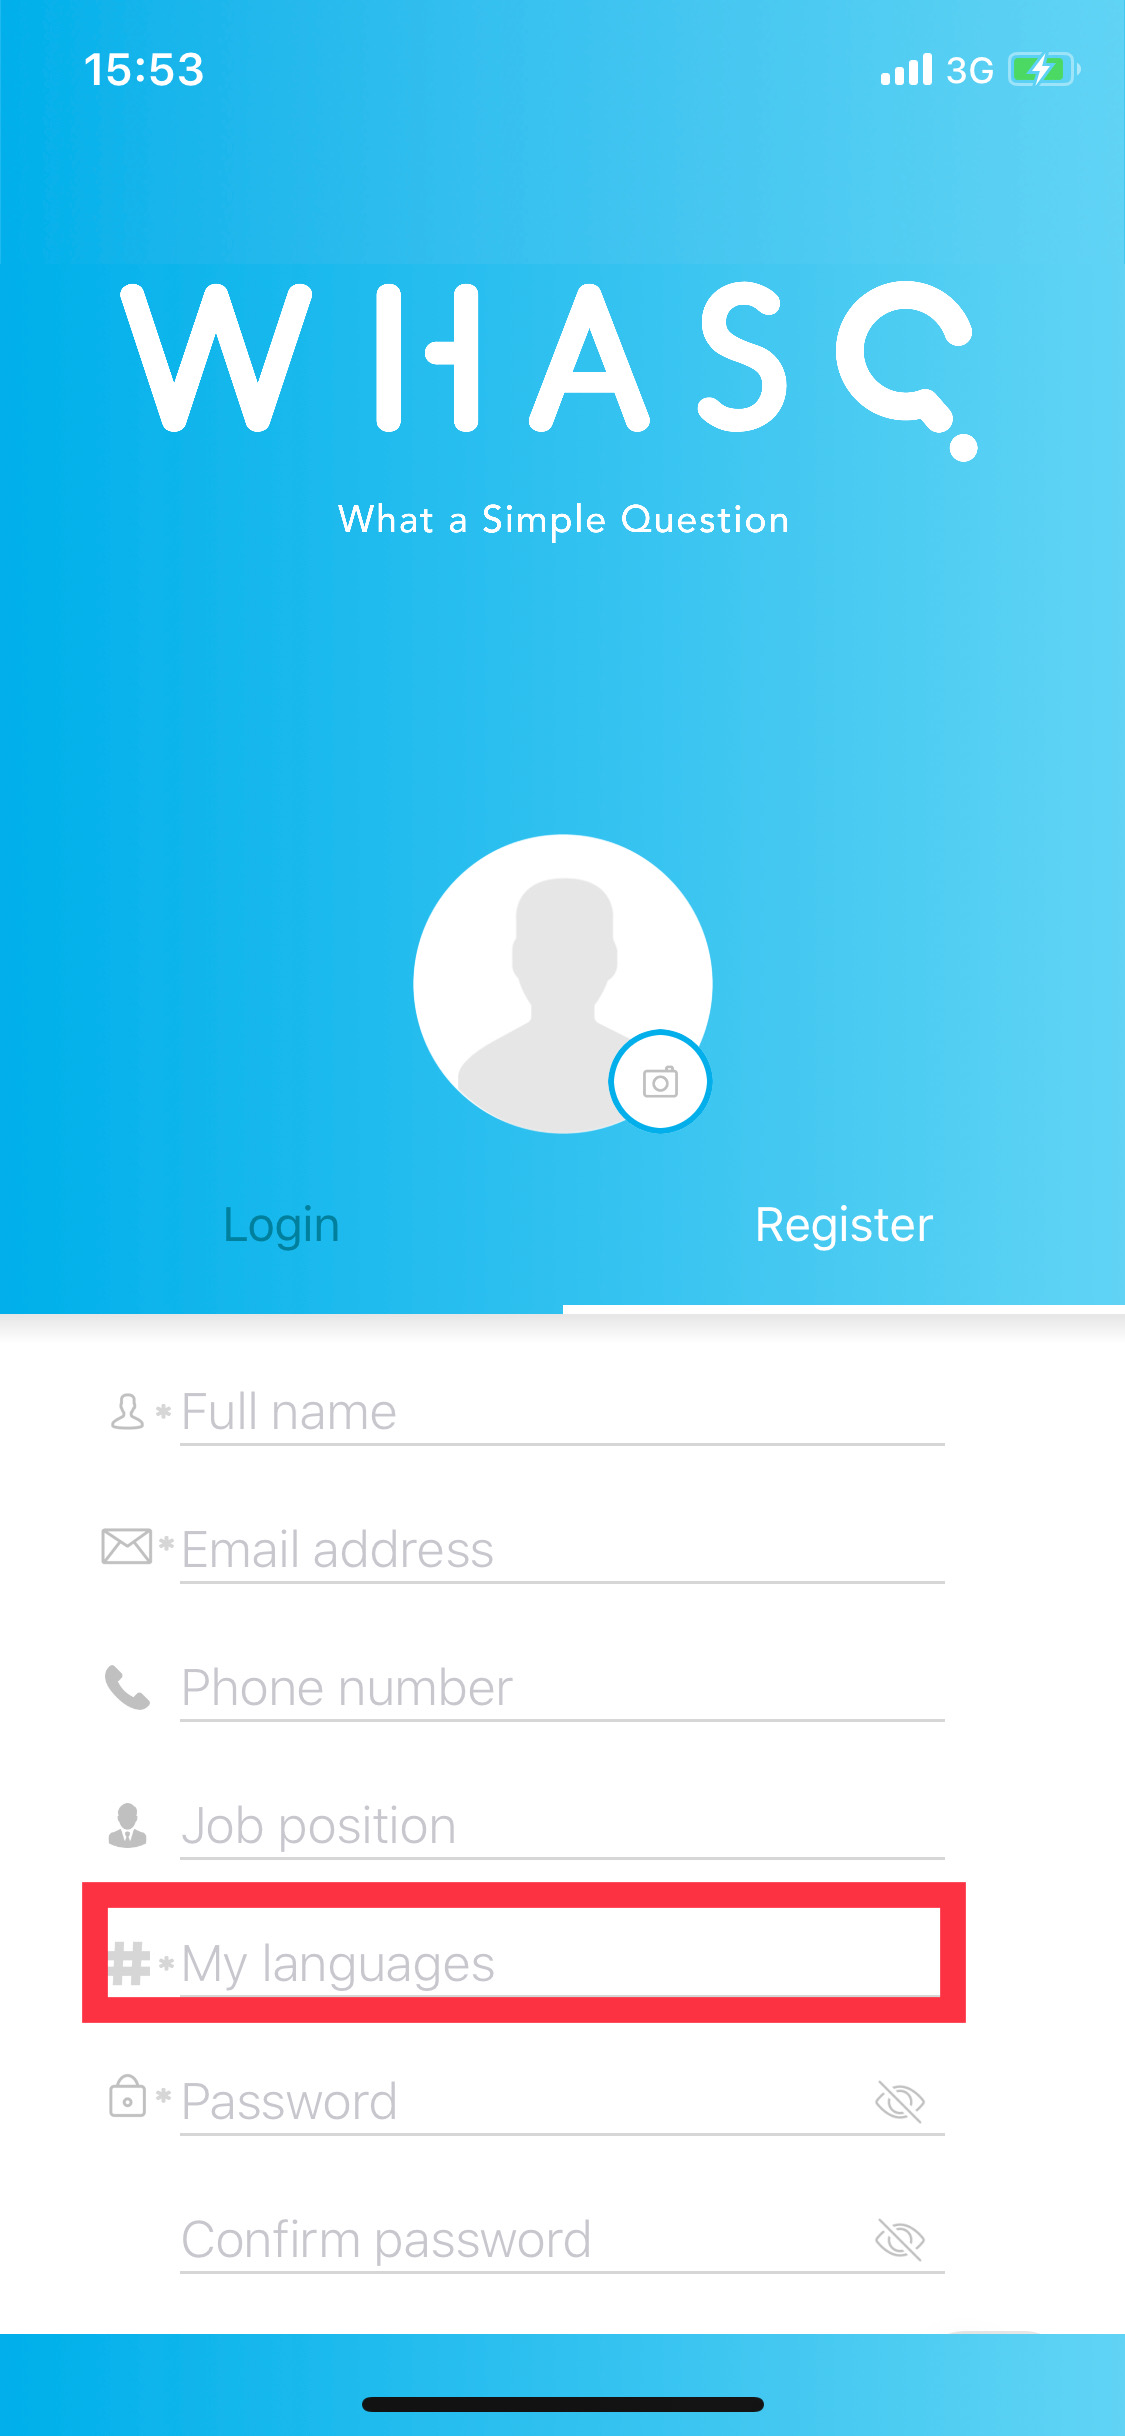 15:53 3G
WHASQ
What a Simple Question
Login Register
* Full name
* Email address
Phone number
Job position
# * My languages
* Password
Confirm password